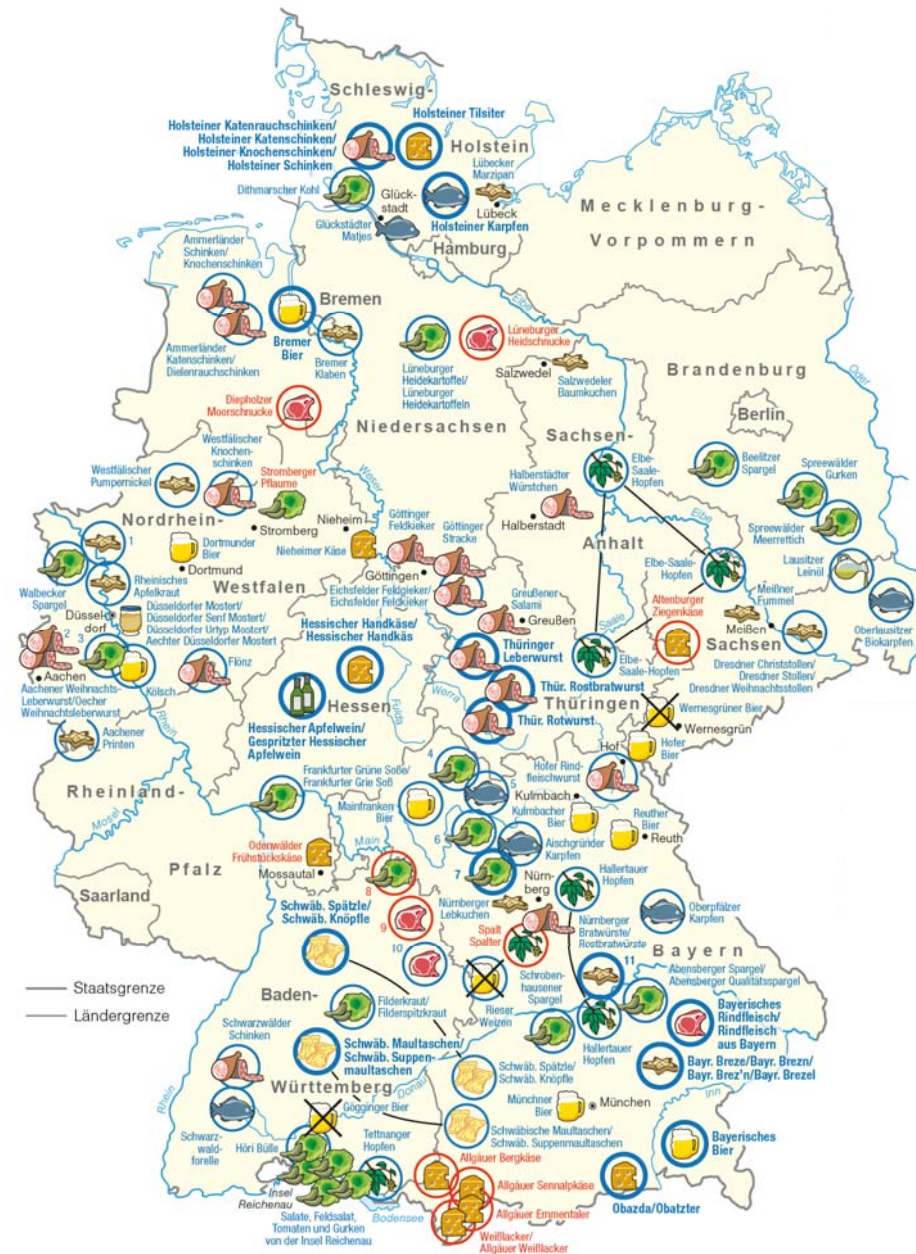 Schleswig-
Holsteiner Katenrauchschinken/
Holsteiner Katenschinken/
Holsteiner Knochenschinken/
Holsteiner Schinken
Holsteiner Tilsiter
Holstein
Lübecker
Marzipan
Dithmarscher Kohl
Glück-
stadt
Lübeck
Glückstädter
Matjes
Holsteiner Karpfen
Hamburg
Mecklenburg-
Vorpommern
Ammerländer
Schinken/
Knochenschinken
Elbe
Bremen
Bremer
Bier
Bremer
Klaben
Ammerländer
Katenschinken/
Dielenrauchschinken
Lüneburger
Heidschnucke
Lüneburger
Heidekartoffel/
Lüneburger
Heidekartoffeln
Salzwedel
Salzwedeler
Baumkuchen
Brandenburg
Oder
Berlin
Diepholzer
Moorschnucke
Niedersachsen
Sachsen-
Westfälischer
Knochen-
schinken
Westfälischer
Pumpernickel
Stromberger
Pflaume
Weser
Elbe-
Saale-
Hopfen
Beelitzer
Spargel
Spreewälder
Gurken
Halberstädter
Würstchen
Halberstadt
Elbe
Nordrhein-
1
Stromberg
Nieheim
Göttinger
Feldkieker
Göttinger
Stracke
Spreewälder
Meerrettich
Dortmunder
Bier
Dortmund
Nieheimer Käse
Göttingen
Anhalt
Lausitzer
Leinöl
Walbecker
Spargel
Rheinisches
Apfelkraut
Westfalen
Eichsfelder Feldgieker/
Eichsfelder Feldkieker
Greußener
Salami
Greußen
Elbe-Saale-
Hopfen
Meißner
Fummel
Düssel-
dorf
Düsseldorfer Mostert/
Düsseldorfer Senf Mostert/
Düsseldorfer Urtyp Mostert/
Aechter Düsseldorfer Mostert
Hessischer Handkäse/
Hessischer Handkäs
Saale
Altenburger
Ziegenkäse
Meißen
Sachsen
Oberlausitzer
Biokarpfen
2
3
Aachen
Kölsch
Flönz
Thüringer
Leberwurst
Elbe-
Saale-Hopfen
Dresdner Christstollen/
Dresdner Stollen/
Dresdner Weihnachtsstollen
Aachener Weihnachts-
Leberwurst/Oecher
Weihnachtsleberwurst
Hessen
Fulda
Werra
Thür. Rostbratwurst
Thüringen
Thür. Rotwurst
Wernesgrüner Bier
Wernesgrün
Rhein
Aachener
Printen
Hessischer Apfelwein/
Gespritzter Hessischer
Apfelwein
Hof
Hofer
Bier
Hofer Rind-
fleischwurst
Rheinland-
Mosel
Frankfurter Grüne Soße/
Frankfurter Grie Soß
4
5
Kulmbach
Kulmbacher
Bier
Mainfranken
Bier
Reuther
Bier
Reuth
Main
6
Aischgründer
Karpfen
Odenwälder
Frühstückskäse
Mossautal
Pfalz
Saarland
7
Nürn-
berg
Hallertauer
Hopfen
8
Nürnberger
Lebkuchen
Oberpfälzer
Karpfen
Schwäb. Spätzle/
Schwäb. Knöpfle
9
Spalt
Spalter
Nürnberger
Bratwürste/
Rostbratwürste
Bayern
10
11
Abensberger Spargel/
Abensberger Qualitätsspargel
Staatsgrenze
Ländergrenze
Baden-
Rieser
Weizen
Schroben-
hausener
Spargel
Filderkraut/
Filderspitzkraut
Hallertauer
Hopfen
Bayerisches
Rindfleisch/
Rindfleisch
aus Bayern
Schwarzwälder
Schinken
Schwäb. Maultaschen/
Schwäb. Suppen-
maultaschen
Schwäb. Spätzle/
Schwäb. Knöpfle
Bayr. Breze/Bayr. Brezn/
Bayr. Brez'n/Bayr. Brezel
Inn
Rhein
Württemberg
Donau
Münchner
Bier
München
Gögginger Bier
Schwäbische Maultaschen/
Schwäb. Suppenmaultaschen
Schwarz-
wald-
forelle
Höri Bülle
Tettnanger
Hopfen
Bayerisches
Bier
Allgäuer Bergkäse
Insel
Reichenau
Allgäuer Sennalpkäse
Bodensee
Allgäuer Emmentaler
Obazda/Obatzter
Salate, Feldsalat,
Tomaten und Gurken
von der Insel Reichenau
Weißlacker/
Allgäuer Weißlacker